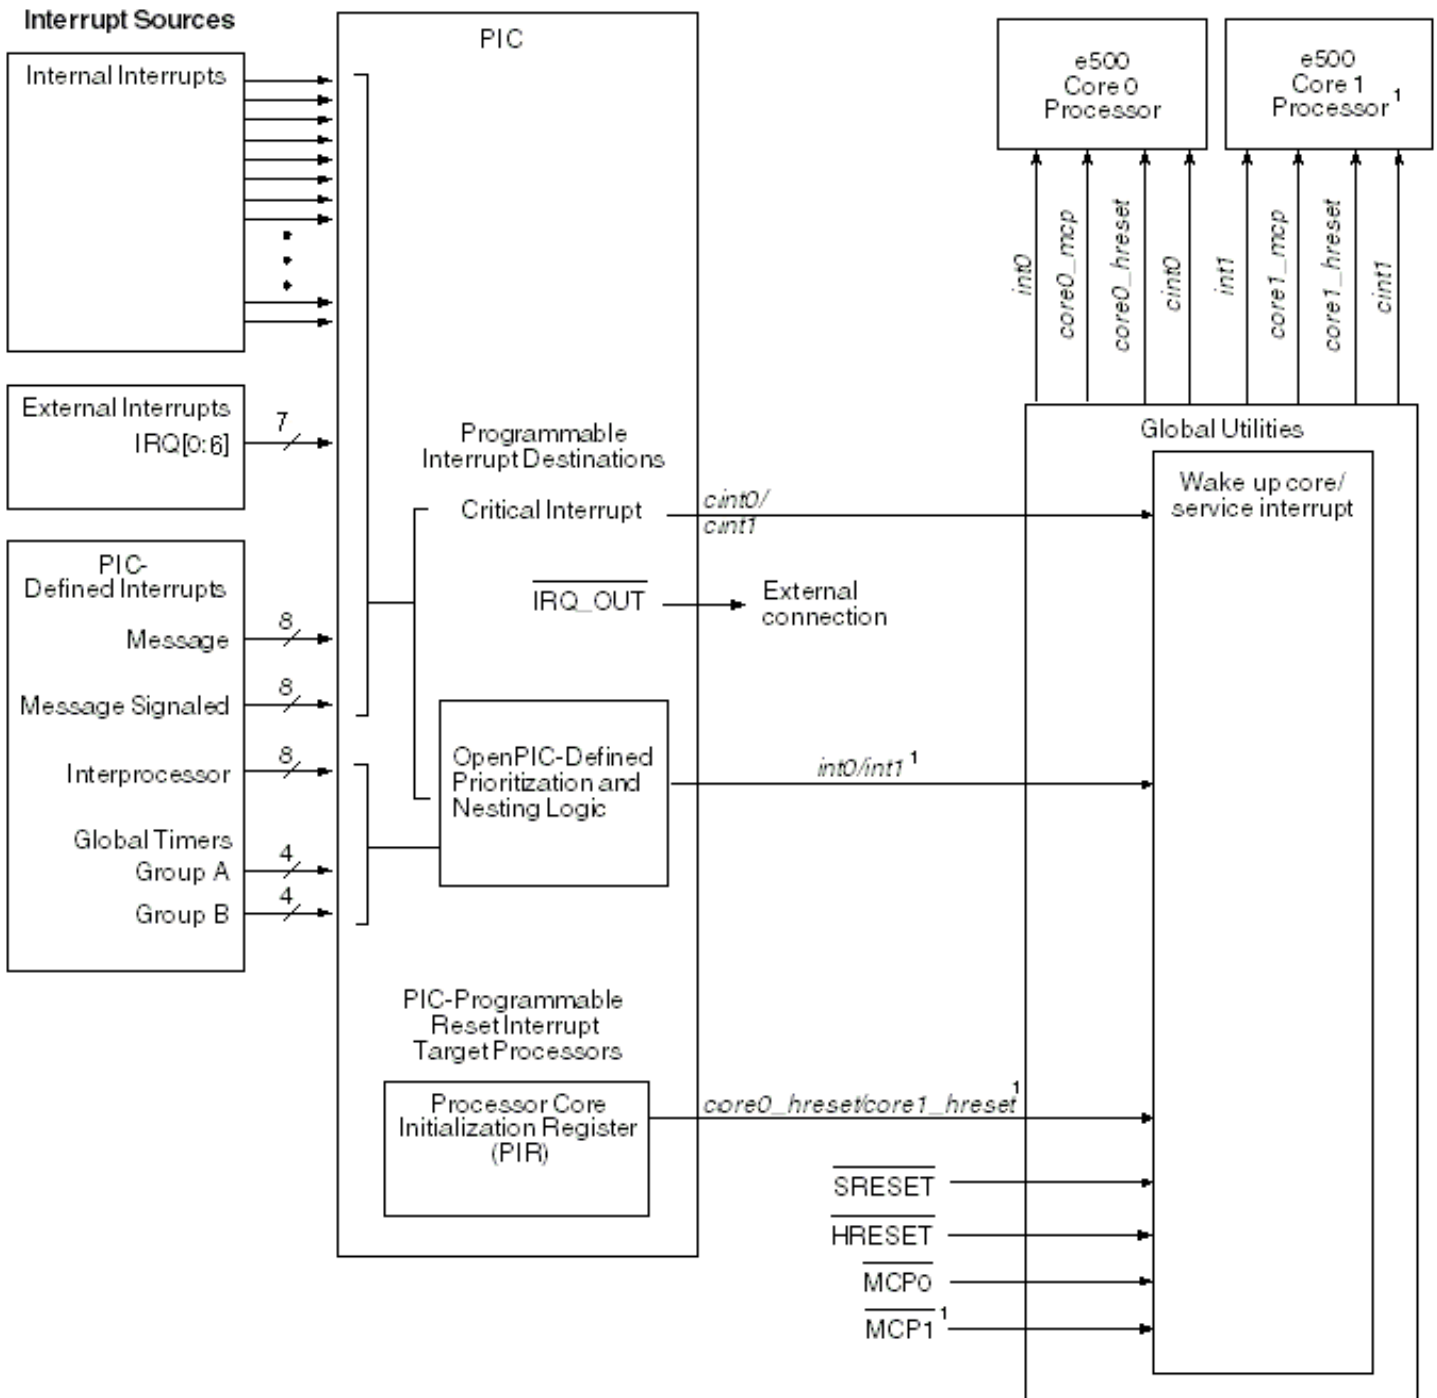 Interrupt Sources
Internal Interrupts
External Interrupts
IRQ[0:6]
7
PIC-
Defined Interrupts
Message
8
Message Signaled
8
Interprocessor
8
Global Timers
Group A
4
Group B
4
PIC
Programmable
Interrupt Destinations
Critical Interrupt
cint0/
cint1
IRQ_OUT
External
connection
OpenPIC-Defined
Prioritization and
Nesting Logic
int0/int1 1
PIC-Programmable
Reset Interrupt
Target Processors
Processor Core
Initialization Register
(PIR)
core0_hreset/core1_hreset 1
SRESET
HRESET
MCP0
MCP1 1
e500
Core 0
Processor
e500
Core 1
Processor 1
int0
core0_mcp
core0_hreset
cint0
int1
core1_mcp
core1_hreset
cint1
Global Utilities
Wake up core/
service interrupt